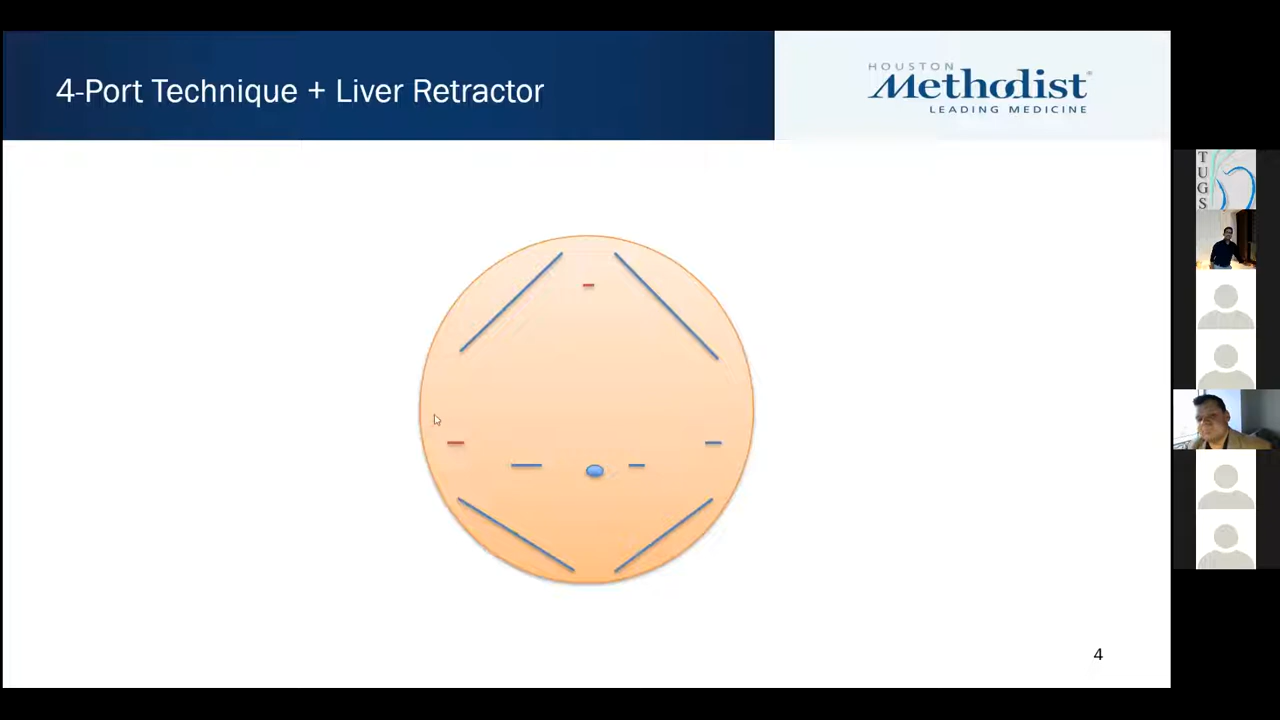 4-Port Technique + Liver Retractor
HOUSTON
Methodist
LEADING MEDICINE
T
U
G
S
4